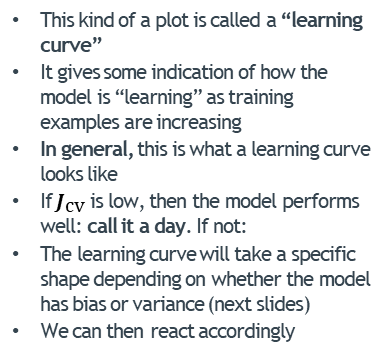 • This kind of a plot is called a “learning
curve”
• It gives some indication of how the
model is “learning” as training
examples are increasing
• In general, this is what a learning curve
looks like
• If J_CV is low, then the model performs
well: call it a day. If not:
• The learning curve will take a specific
shape depending on whether the model
has bias or variance (next slides)
• We can then react accordingly